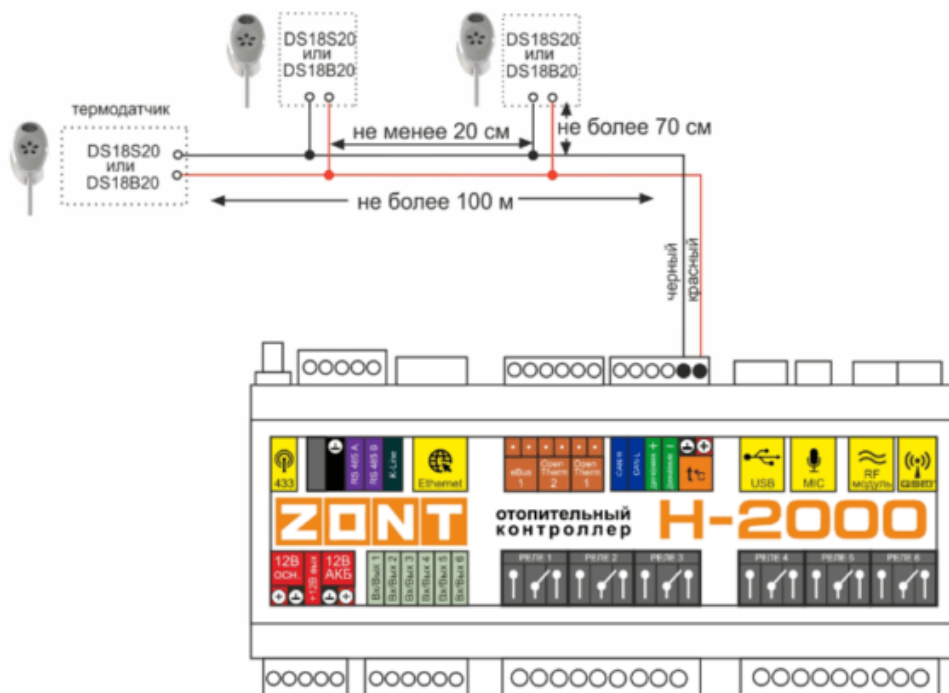 DS18S20
или
DS18B20
DS18S20
или
DS18B20
термодатчик
DS18S20
или
DS18B20
не менее 20 см
не более 70 см
не более 100 м
черный
красный
433
RS 485 A
RS 485 B
K-Line
Ethernet
eBus
1
Open
Therm
2
Open
Therm
1
CAN H
CAN L
t°C
USB
MIC
RF
модуль
ZONT
отопительный
контроллер
H-2000
12В
осн.
+12В вых
12В
АКБ
Вх/Вых 1
Вх/Вых 2
Вх/Вых 3
Вх/Вых 4
Вх/Вых 5
Вх/Вых 6
РЕЛЕ 1
РЕЛЕ 2
РЕЛЕ 3
РЕЛЕ 4
РЕЛЕ 5
РЕЛЕ 6